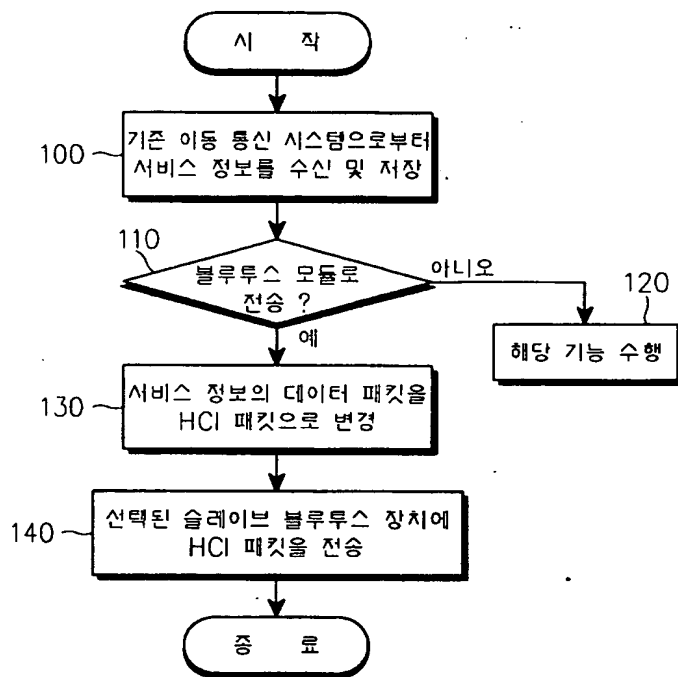 시 작
기존 이동 통신 시스템으로부터
서비스 정보를 수신 및 저장
100
110
블루투스 모듈로
전송 ?
아니오
예
120
해당 기능 수행
130
서비스 정보의 데이터 패킷을
HCI 패킷으로 변경
140
선택된 슬레이브 블루투스 장치에
HCI 패킷을 전송
종 료